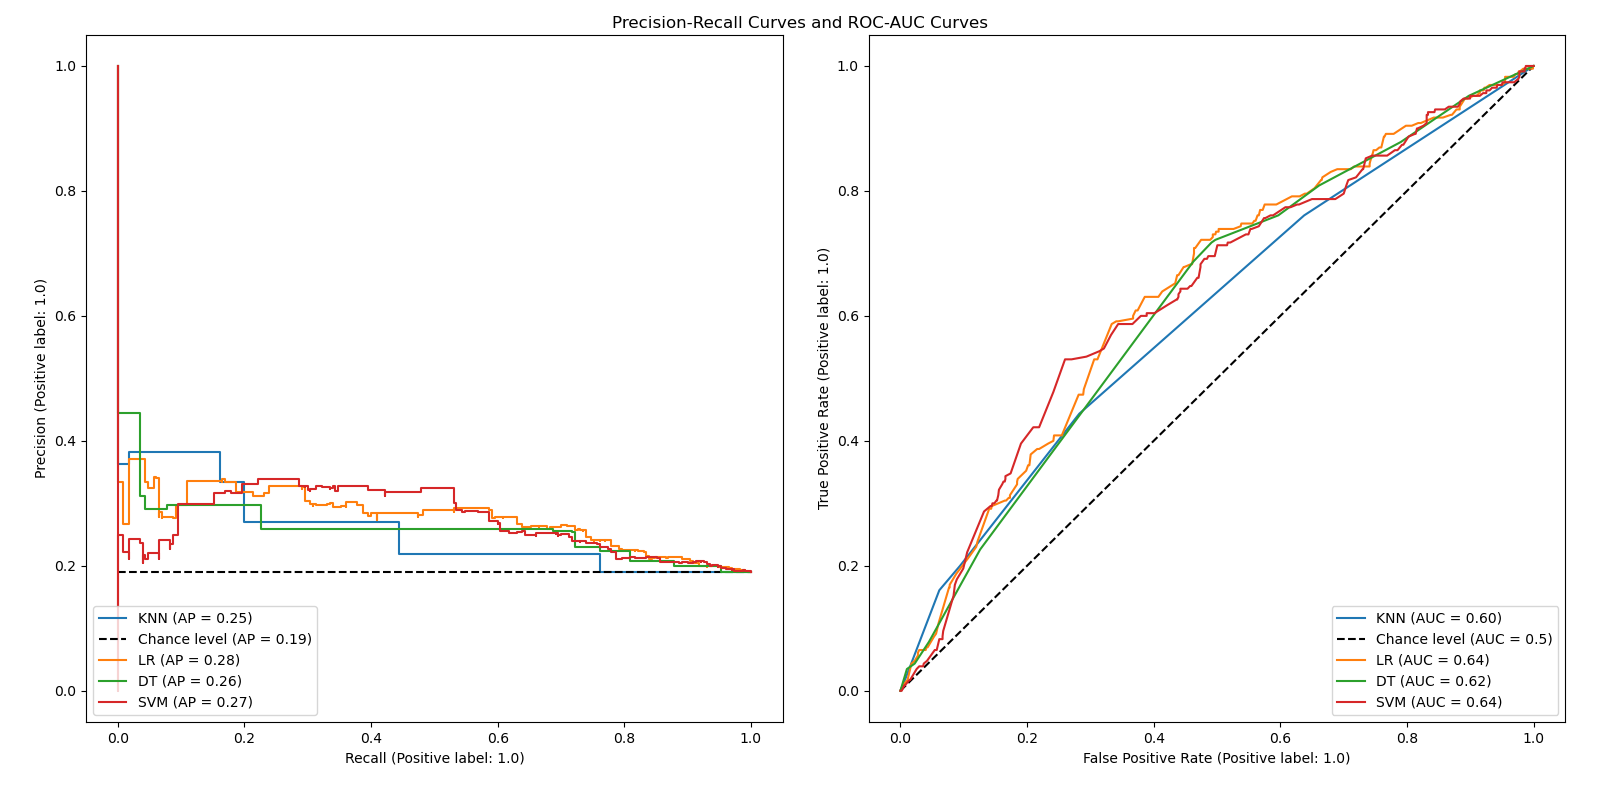 Precision-Recall Curves and ROC-AUC Curves
Precision (Positive label: 1.0)
1.0
0.8
0.6
0.4
0.2
0.0
KNN (AP = 0.25)
Chance level (AP = 0.19)
LR (AP = 0.28)
DT (AP = 0.26)
SVM (AP = 0.27)
0.0 0.2 0.4 0.6 0.8 1.0
Recall (Positive label: 1.0)
True Positive Rate (Positive label: 1.0)
1.0
0.8
0.6
0.4
0.2
0.0
KNN (AUC = 0.60)
Chance level (AUC = 0.5)
LR (AUC = 0.64)
DT (AUC = 0.62)
SVM (AUC = 0.64)
0.0 0.2 0.4 0.6 0.8 1.0
False Positive Rate (Positive label: 1.0)